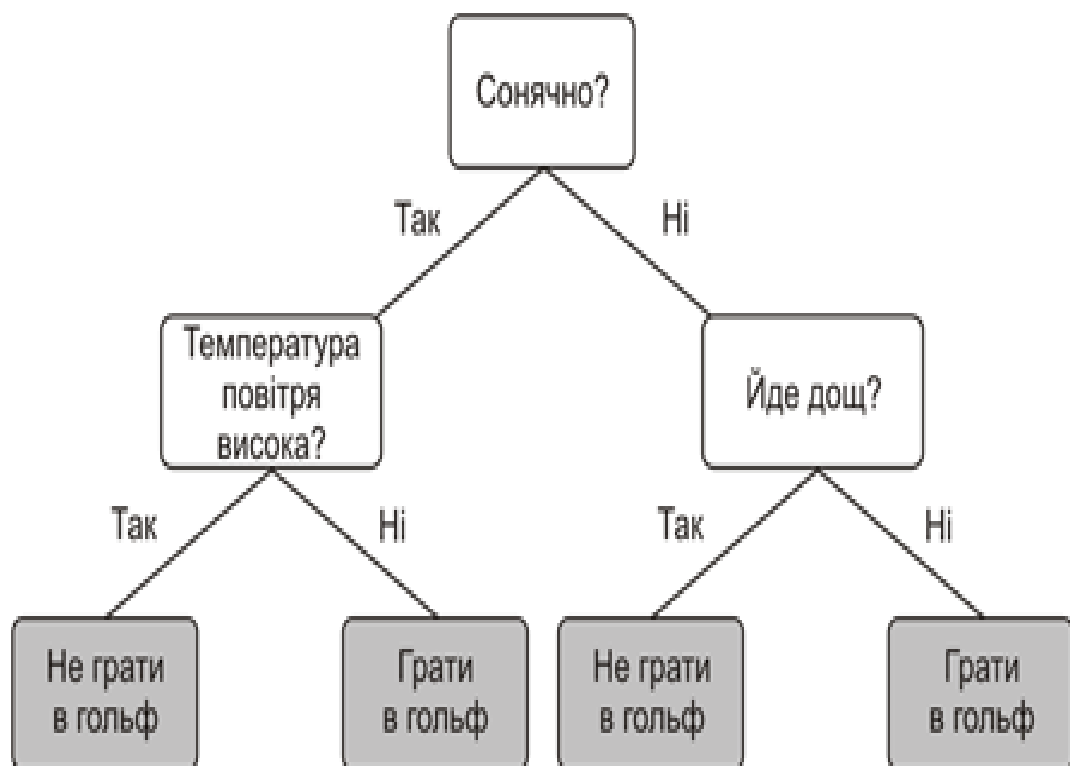 Сонячно?
Так
Ні
Температура
повітря
висока?
Йде дощ?
Так
Ні
Так
Ні
Не грати
в гольф
Грати
в гольф
Не грати
в гольф
Грати
в гольф